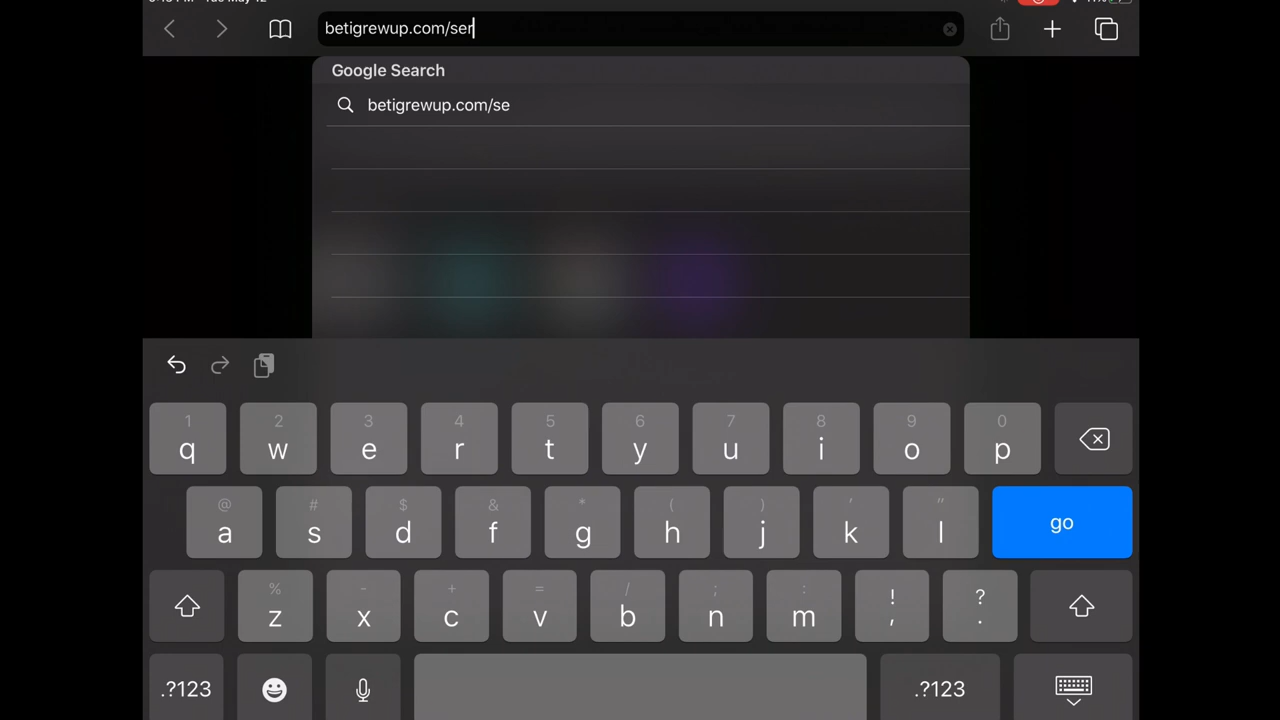 betigrewup.com/ser
Google Search
betigrewup.com/se
1 2 3 4 5 6 7 8 9 0
q w e r t y u i o p
@ # $ & * ( ) ' "
a s d f g h j k l go
% - + = / ; : ! ?
z x c v b n m , .
.?123 .?123